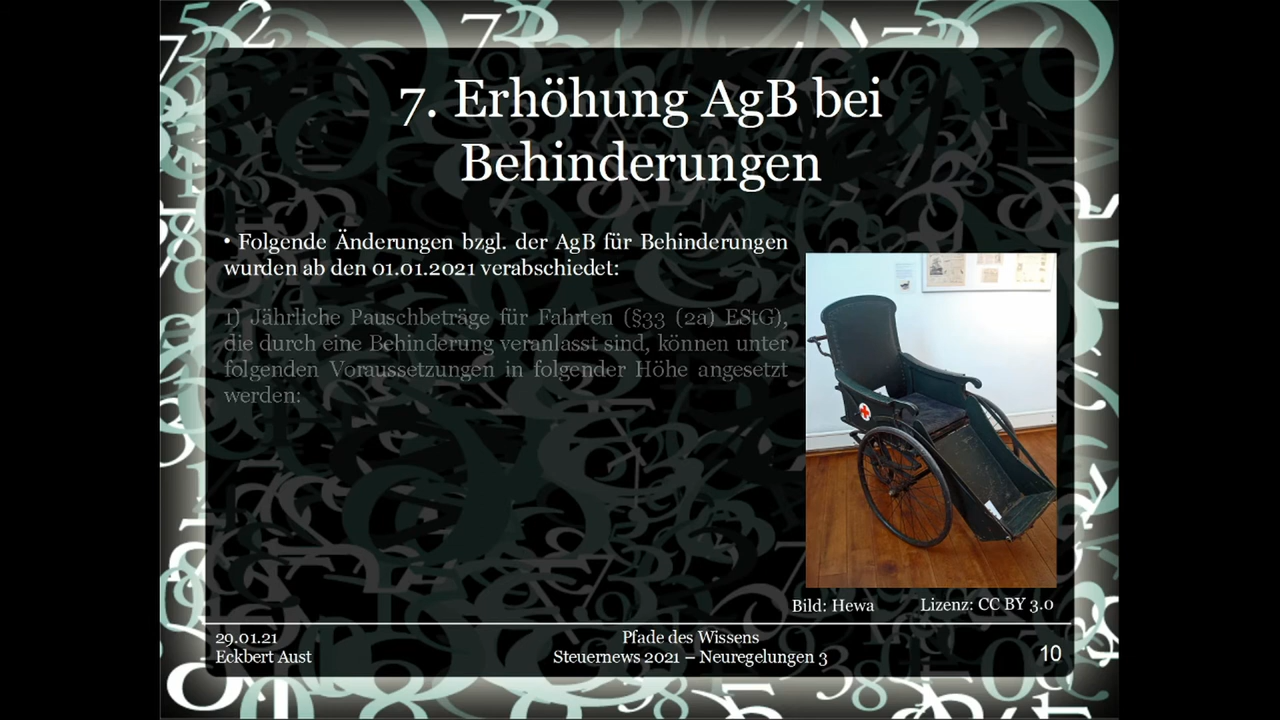 7. Erhöhung AgB bei
Behinderungen
• Folgende Änderungen bzgl. der AgB für Behinderungen
wurden ab den 01.01.2021 verabschiedet:
1) Jährliche Pauschbeträge für Fahrten (§33 (2a) EStG),
die durch eine Behinderung veranlasst sind, können unter
folgenden Voraussetzungen in folgender Höhe angesetzt
werden:
Bild: Hewa Lizenz: CC BY 3.0
29.01.21
Eckbert Aust
Pfade des Wissens
Steuernews 2021 – Neuregelungen 3
10